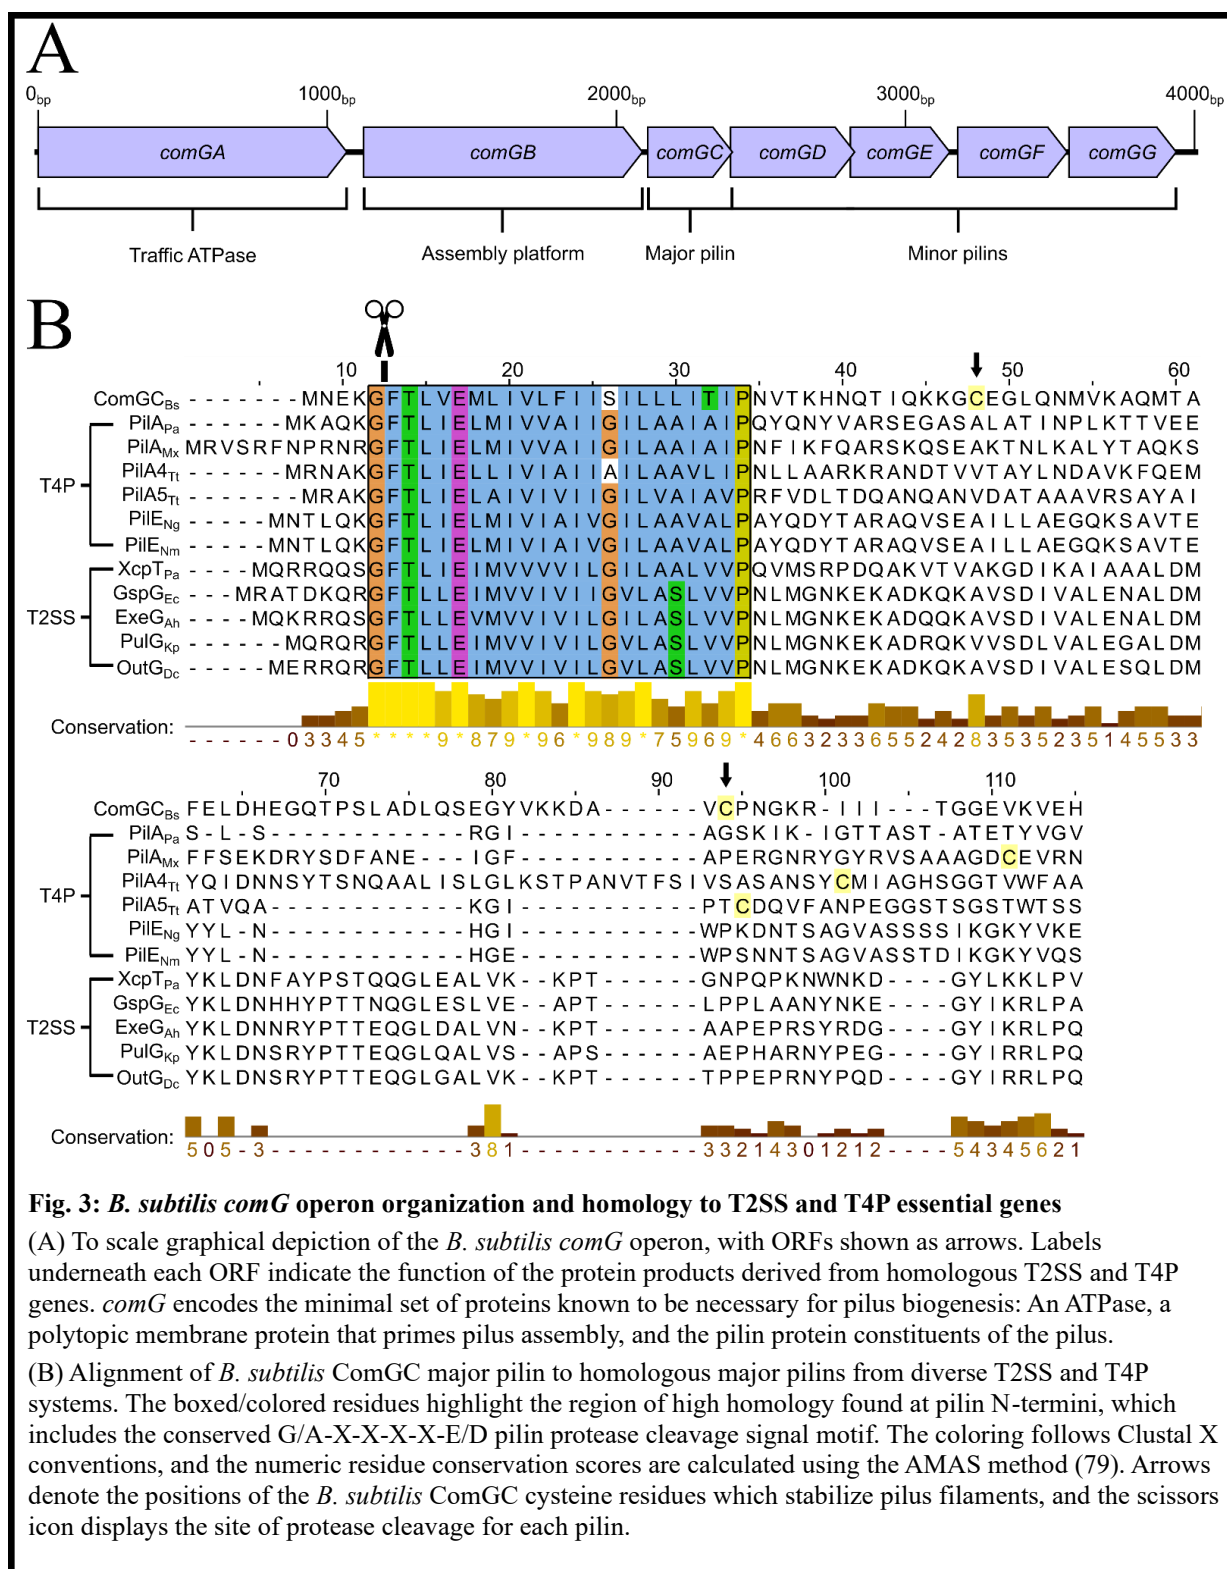 A
0bp 1000bp 2000bp 3000bp 4000bp
comGA comGB comGC comGD comGE comGF comGG
Traffic ATPase Assembly platform Major pilin Minor pilins
B
10 20 30 40 50 60
ComGCBs -------MNEKGFTLVEMLIVLFIISILLLITIPNVTKHNQTIQKKGCEGLQNMVKAQMTA
PilAPa ------MKAQKGFTLIELMIVVAIIGILAAIAIPQYQNYVARSEGASALATINPLKTTVEE
PilAMx MRVSRFNPRNRGFTLIELMIVVAIIGILAAIAIPNFIKFQARSKQSEAKTNLKALYTAQKS
T4P PilA4Tt ------MRNAKGFTLIELLIVIAIIAILAAVLIPNLLAARKRANDTVVTAYLNDAVKFQEM
PilA5Tt -------MRAKGFTLIELAIVIVIIGILVAIAVPRFVDLTDQANQANVDATAAAVRSAYAI
PilENg -----MNTLQKGFTLIELMIVIAIVGILAAVALPAYQDYTARAQVSEAILLAEGQKSAVTE
PilENm -----MNTLQKGFTLIELMIVIAIVGILAAVALPAYQDYTARAQVSEAILLAEGQKSAVTE
XcpTPa ----MQRRQQSGFTLIEIMVVVVILGILAALVVPQVMSRPDQAKVTVAKGDIKAIAAALDM
GspGEc ---MRATDKQRGFTLLEIMVVIVILGVLASLVVPNLMGNKEKADKQKALSDIVALENALDM
T2SS ExeGAh ----MQKRRQSGFTLLEVMVVIVILGILASLVVPNLMGNKEKADQQKAVSDIVALENALDM
PulGKp ------MQRQRGFTLLEIMVVIVILGVLASLVVPNLMGNKEKADRQKVVSDLVALEGALDM
OutGDc -----MERRQRGFTLLEIMVVIVILGVLASLVVPNLMGNKEKADKQKAVSDIVALESQLDM
Conservation: ------03345****9*879*96*989*75969*466323365524283535235145533
70 80 90 100 110
ComGCBs FELDHEGQTPSLADLQSEGYVKKDA------VCPNGKR-III--TGGEVKVEH
PilAPa S-L-S------------RGI-----------AGSKIK-IGTTAST-ATETYVGV
PilAMx FFSEKDRYSDFANE---IGF-----------APERGNRYGYRVSAAAGDCEVRN
T4P PilA4Tt YQIDNNSYTSNQAALISLGLKSTPANVTFSIVSASANSYCMIAGHSGGTVWFAA
PilA5Tt ATVQA------------KGI-----------PTCDQVFANPEGGSTSGSTWTSS
PilENg YYL-N------------HGI-----------WPKDNTSAGVASSSSIKGKYVKE
PilENm YYL-N------------HGE-----------WPSNNTSAGVASSTDIKGKYVQS
XcpTPa YKLDNFAYPSTQQGLEALVK--KPT------GNPQPKNWNKD----GYLKKLPV
GspGEc YKLDNHHYPTTNQGLESLVE--APT------LPPLAANYNKE----GYIKRLPA
T2SS ExeGAh YKLDNNRYPTTEQGLDALVN--KPT------AAPEPRSYRDG----GYIKRLPQ
PulGKp YKLDNSRYPTTEQGLQALVS--APS------AEPHARNYPEG----GYIRRLPQ
OutGDc YKLDNSRYPTTEQGLGALVK--KPT------TPPEPRNYPQD----GYIRRLPQ
Conservation: 505-3------------381-----------33214301212----54345621
Fig. 3: B. subtilis comG operon organization and homology to T2SS and T4P essential genes
(A) To scale graphical depiction of the B. subtilis comG operon, with ORFs shown as arrows. Labels
underneath each ORF indicate the function of the protein products derived from homologous T2SS and T4P
genes. comG encodes the minimal set of proteins known to be necessary for pilus biogenesis: An ATPase, a
polytopic membrane protein that primes pilus assembly, and the pilin protein constituents of the pilus.
(B) Alignment of B. subtilis ComGC major pilin to homologous major pilins from diverse T2SS and T4P
systems. The boxed/colored residues highlight the region of high homology found at pilin N-termini, which
includes the conserved G/A-X-X-X-X-E/D pilin protease cleavage signal motif. The coloring follows Clustal X
conventions, and the numeric residue conservation scores are calculated using the AMAS method (79). Arrows
denote the positions of the B. subtilis ComGC cysteine residues which stabilize pilus filaments, and the scissors
icon displays the site of protease cleavage for each pilin.